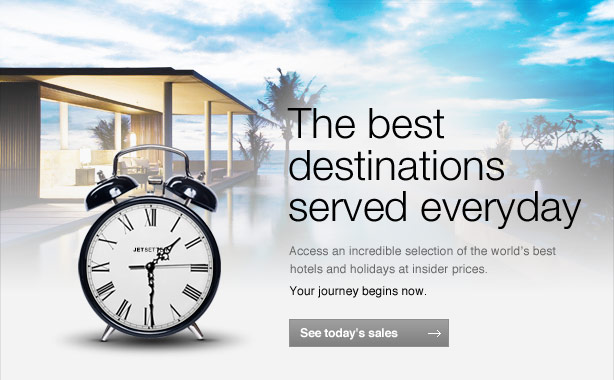 The best
destinations
served everyday
Access an incredible selection of the world's best
hotels and holidays at insider prices.
Your journey begins now.
See today's sales →